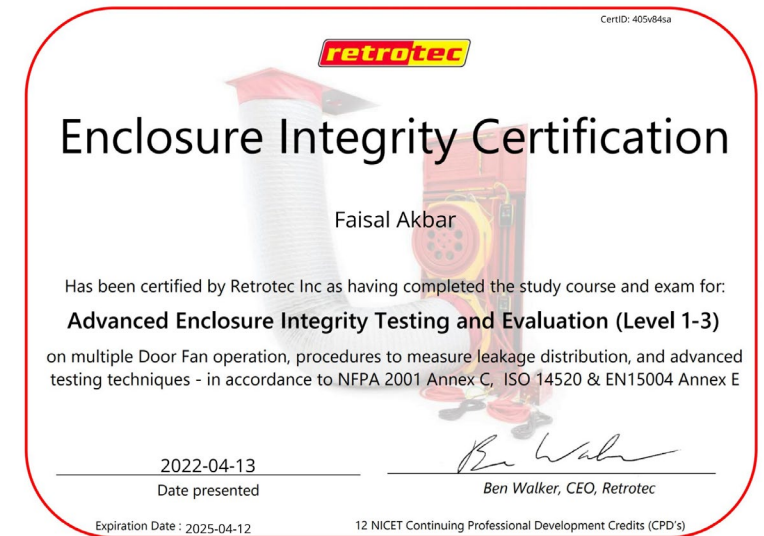 CertID: 405v84sa
retrotec
Enclosure Integrity Certification
Faisal Akbar
Has been certified by Retrotec Inc as having completed the study course and exam for:
Advanced Enclosure Integrity Testing and Evaluation (Level 1-3)
on multiple Door Fan operation, procedures to measure leakage distribution, and advanced
testing techniques - in accordance to NFPA 2001 Annex C, ISO 14520 & EN15004 Annex E
2022-04-13
Date presented
Ben Walker
Ben Walker, CEO, Retrotec
Expiration Date : 2025-04-12
12 NICET Continuing Professional Development Credits (CPD's)